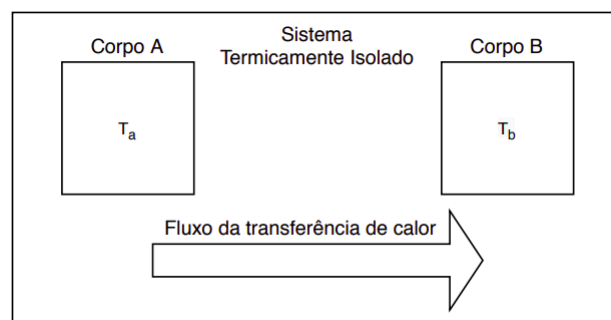 Corpo A
Sistema
Termicamente Isolado
Corpo B
Ta
Tb
Fluxo da transferência de calor